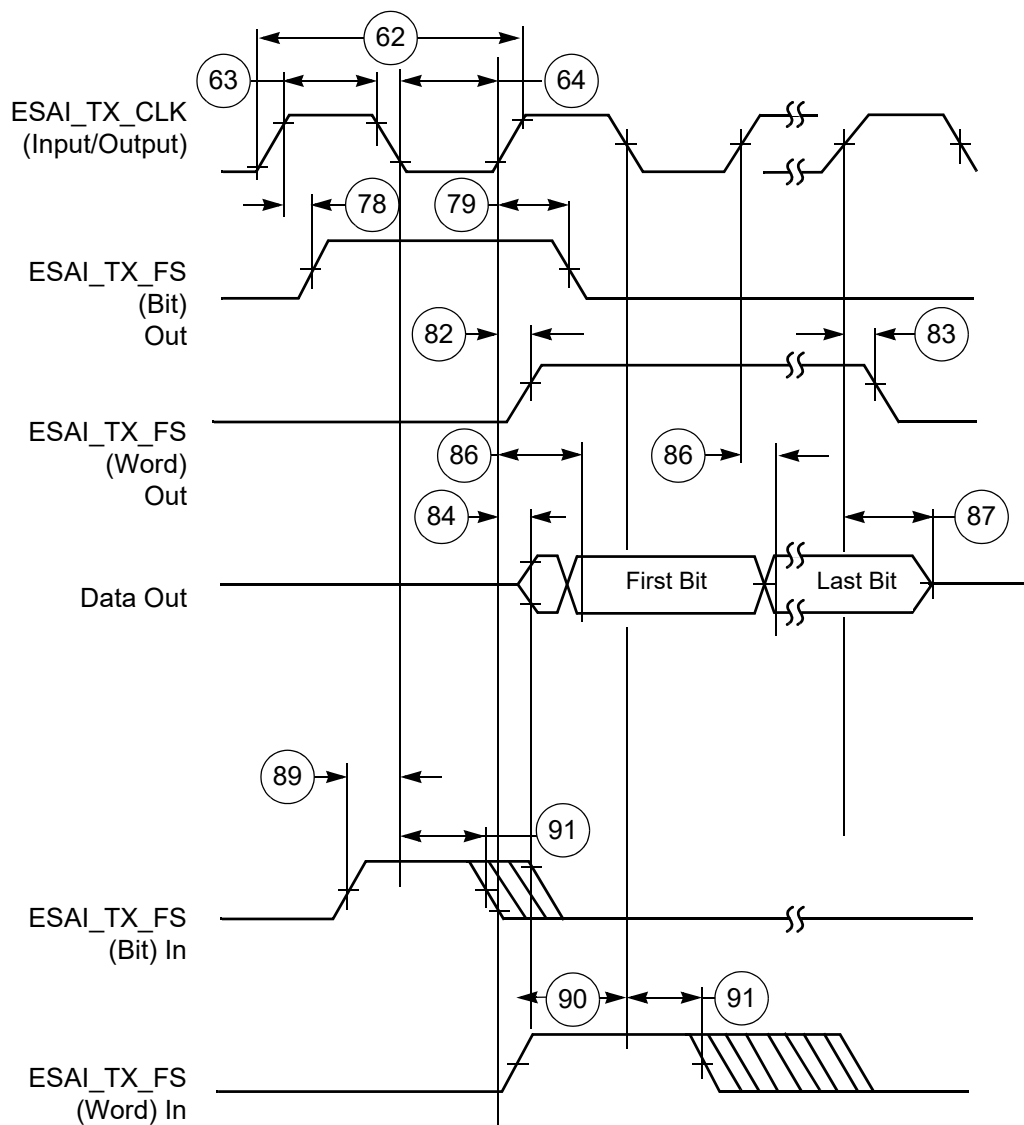 62
63
64
ESAI_TX_CLK
(Input/Output)
78
79
ESAI_TX_FS
(Bit)
Out
82
83
ESAI_TX_FS
(Word)
Out
86
86
84
87
Data Out
First Bit
Last Bit
89
91
ESAI_TX_FS
(Bit) In
90
91
ESAI_TX_FS
(Word) In